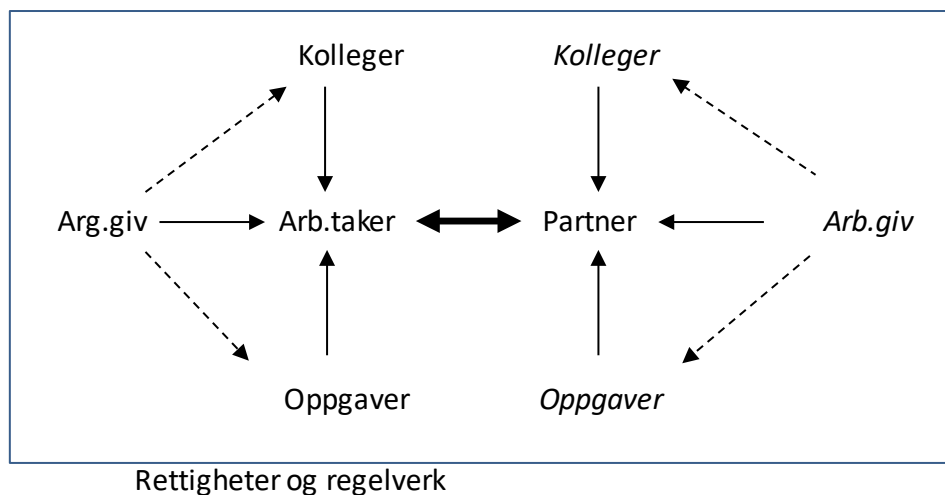 Kolleger Kolleger
Arg.giv Arb.taker Partner Arb.giv
Oppgaver Oppgaver
Rettigheter og regelverk